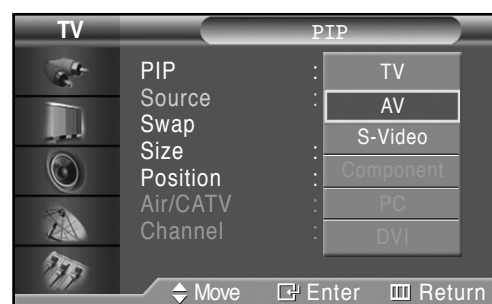 TV PIP
PIP : TV
Source : AV
Swap S-Video
Size :
Position : Component
Air/CATV : PC
Channel : DVI
Move Enter Return